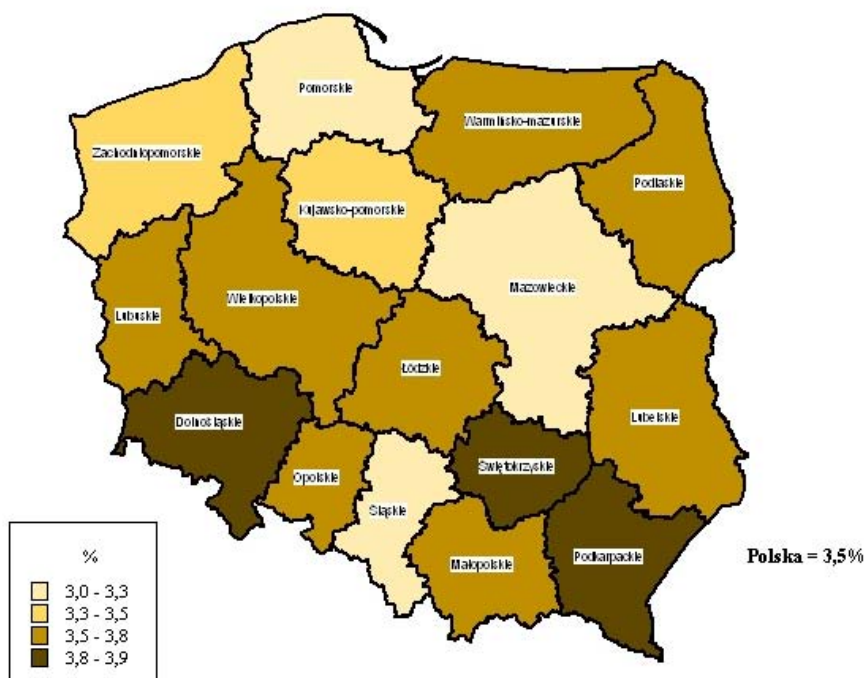 Pomorskie
Warmińsko-mazurskie
Zachodniopomorskie
Podlaskie
Kujawsko-pomorskie
Mazowieckie
Wielkopolskie
Lubuskie
Łódzkie
Lubelskie
Dolnośląskie
Świętokrzyskie
Opolskie
Śląskie
Małopolskie
Podkarpackie
Polska = 3,5%
%
3,0 - 3,3
3,3 - 3,5
3,5 - 3,8
3,8 - 3,9